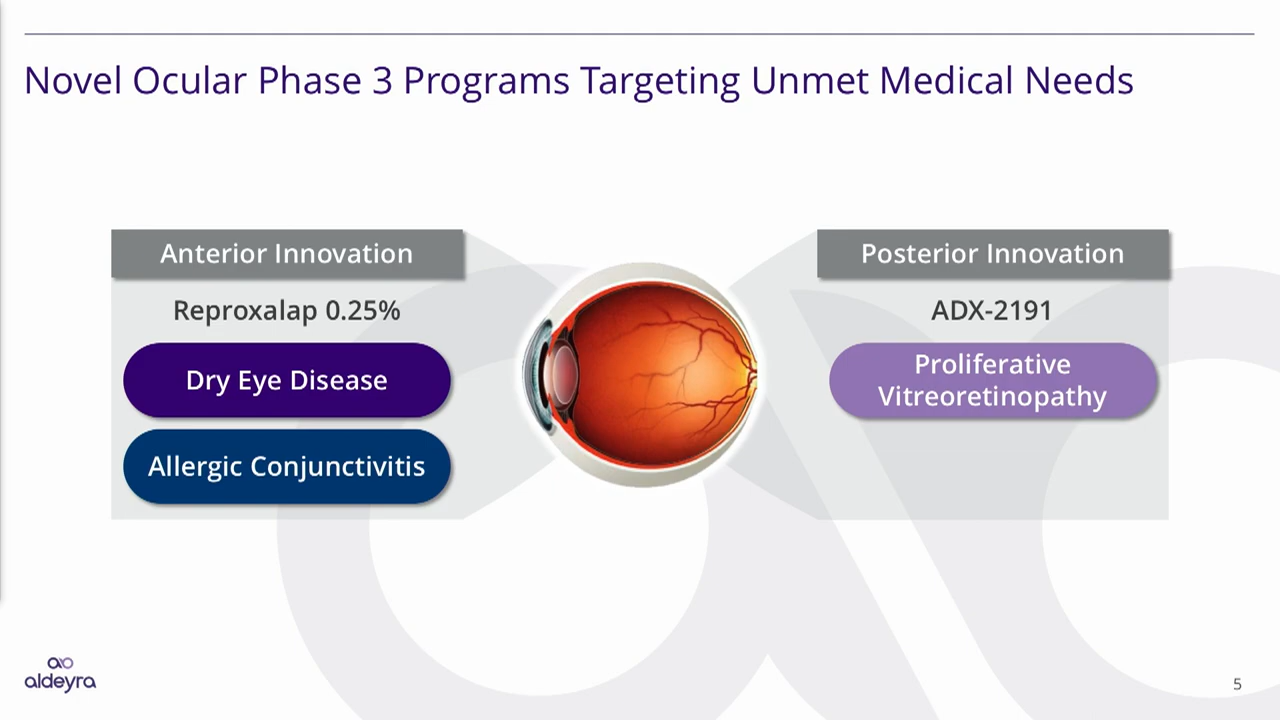 Novel Ocular Phase 3 Programs Targeting Unmet Medical Needs
Anterior Innovation
Reproxalap 0.25%
Dry Eye Disease
Allergic Conjunctivitis
Posterior Innovation
ADX-2191
Proliferative
Vitreoretinopathy
aldeyra
5